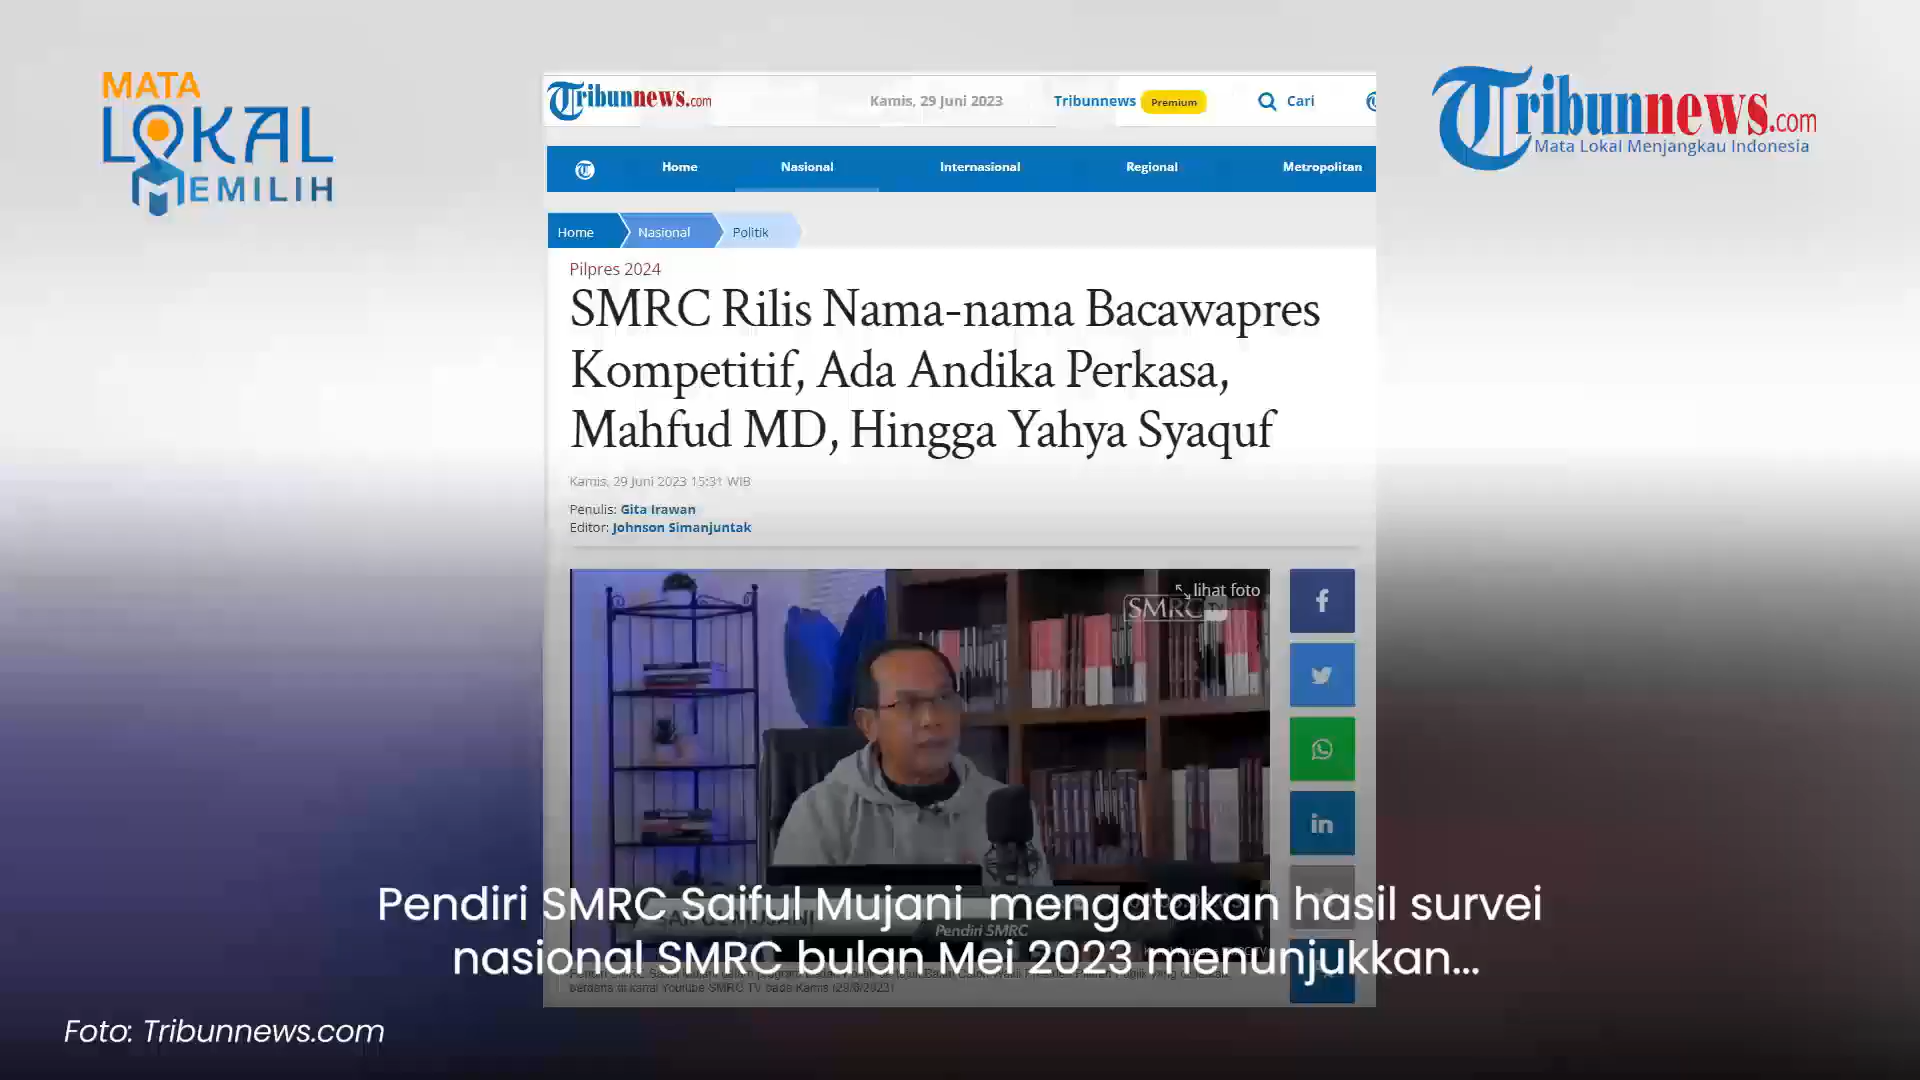 MATA
LOKAL
MEMILIH
Tribunnews.com
Kamis, 29 Juni 2023
Tribunnews Premium
Cari
Tribunnews.com
Mata Lokal Menjangkau Indonesia
Home Nasional Internasional Regional Metropolitan
Home Nasional Politik
Pilpres 2024
SMRC Rilis Nama-nama Bacawapres
Kompetitif, Ada Andika Perkasa,
Mahfud MD, Hingga Yahya Syaquf
Kamis, 29 Juni 2023 15:31 WIB
Penulis: Gita Irawan
Editor: Johnson Simanjuntak
lihat foto
SMRC TV
Pendiri SMRC Saiful Mujani mengatakan hasil survei
Pendiri SMRC
nasional SMRC bulan Mei 2023 menunjukkan...
Foto: Tribunnews.com